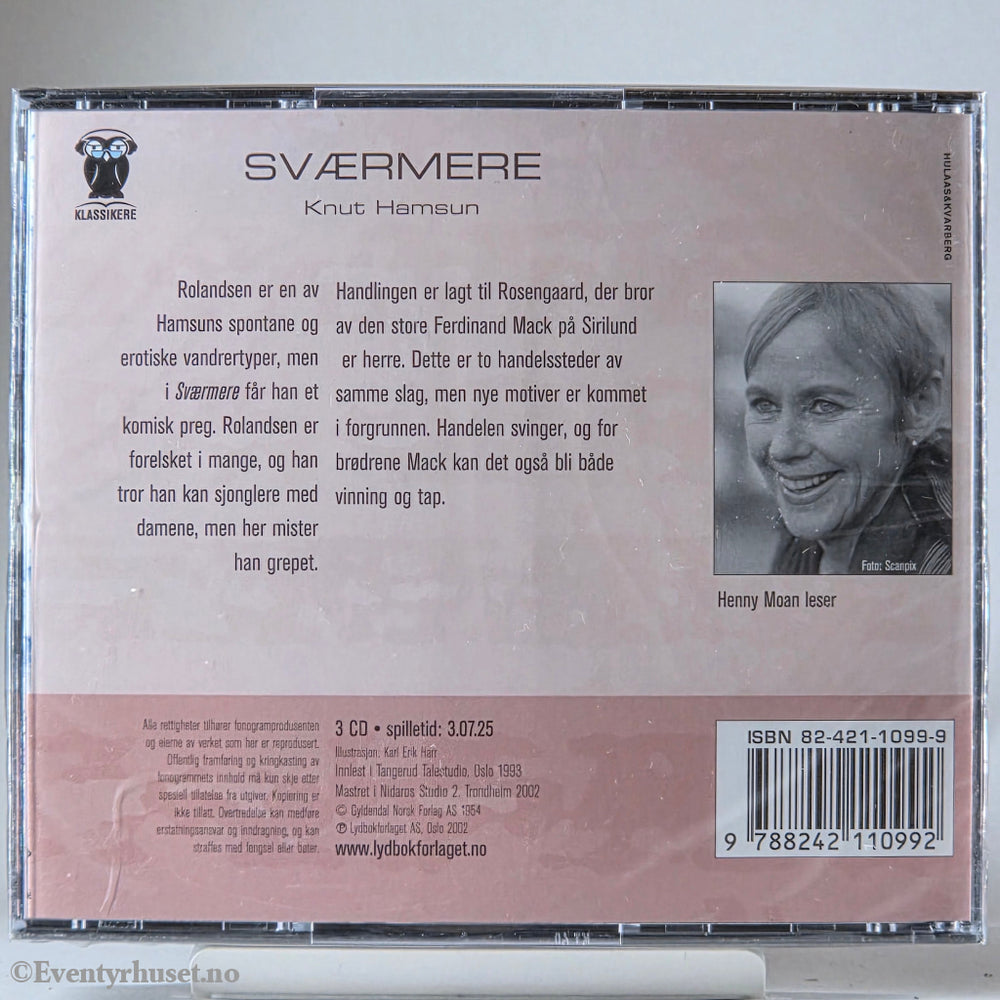 KLASSIKERE
SVÆRMERE
Knut Hamsun
HULAAS&KVARBERG
Rolandsen er en av
Hamsuns spontane og
erotiske vandrertyper, men
i Sværmere får han et
komisk preg. Rolandsen er
forelsket i mange, og han
tror han kan sjonglere med
damene, men her mister
han grepet.
Handlingen er lagt til Rosengaard, der bror
av den store Ferdinand Mack på Sirilund
er herre. Dette er to handelssteder av
samme slag, men nye motiver er kommet
i forgrunnen. Handelen svinger, og for
brødrene Mack kan det også bli både
vinning og tap.
Foto: Scanpix
Henny Moan leser
Alle rettigheter tilhører fonogramprodusenten
og eierne av verket som her er reprodusert.
Offentlig framføring og kringkasting av
fonogrammets innhold må kun skje etter
spesiell tillatelse fra utgiver. Kopiering er
ikke tillatt. Overtredelse kan medføre
erstatningsansvar og inndragning, og kan
straffes med fengsel eller bøter.
3 CD • spilletid: 3.07.25
Illustrasjon: Karl Erik Harr
Innlest i Tangerud Talestudio, Oslo 1993
Mastret i Nidaros Studio 2, Trondheim 2002
© Gyldendal Norsk Forlag AS 1954
℗ Lydbokforlaget AS, Oslo 2002
www.lydbokforlaget.no
ISBN 82-421-1099-9
9 788242 110992
©Eventyrhuset.no